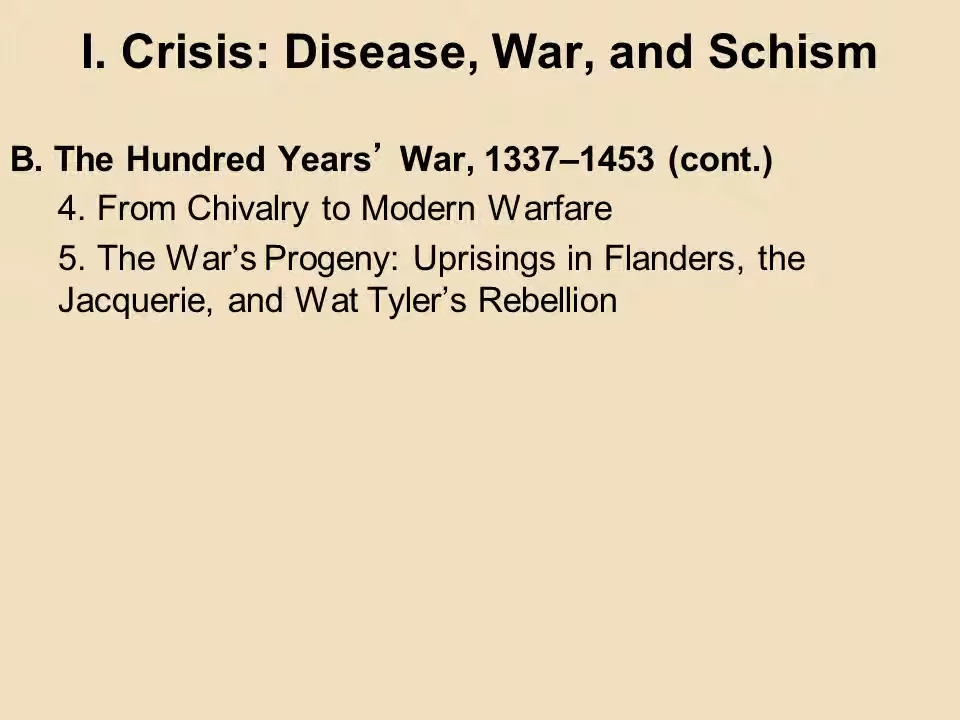 I. Crisis: Disease, War, and Schism
B. The Hundred Years’ War, 1337–1453 (cont.)
4. From Chivalry to Modern Warfare
5. The War’s Progeny: Uprisings in Flanders, the
Jacquerie, and Wat Tyler’s Rebellion